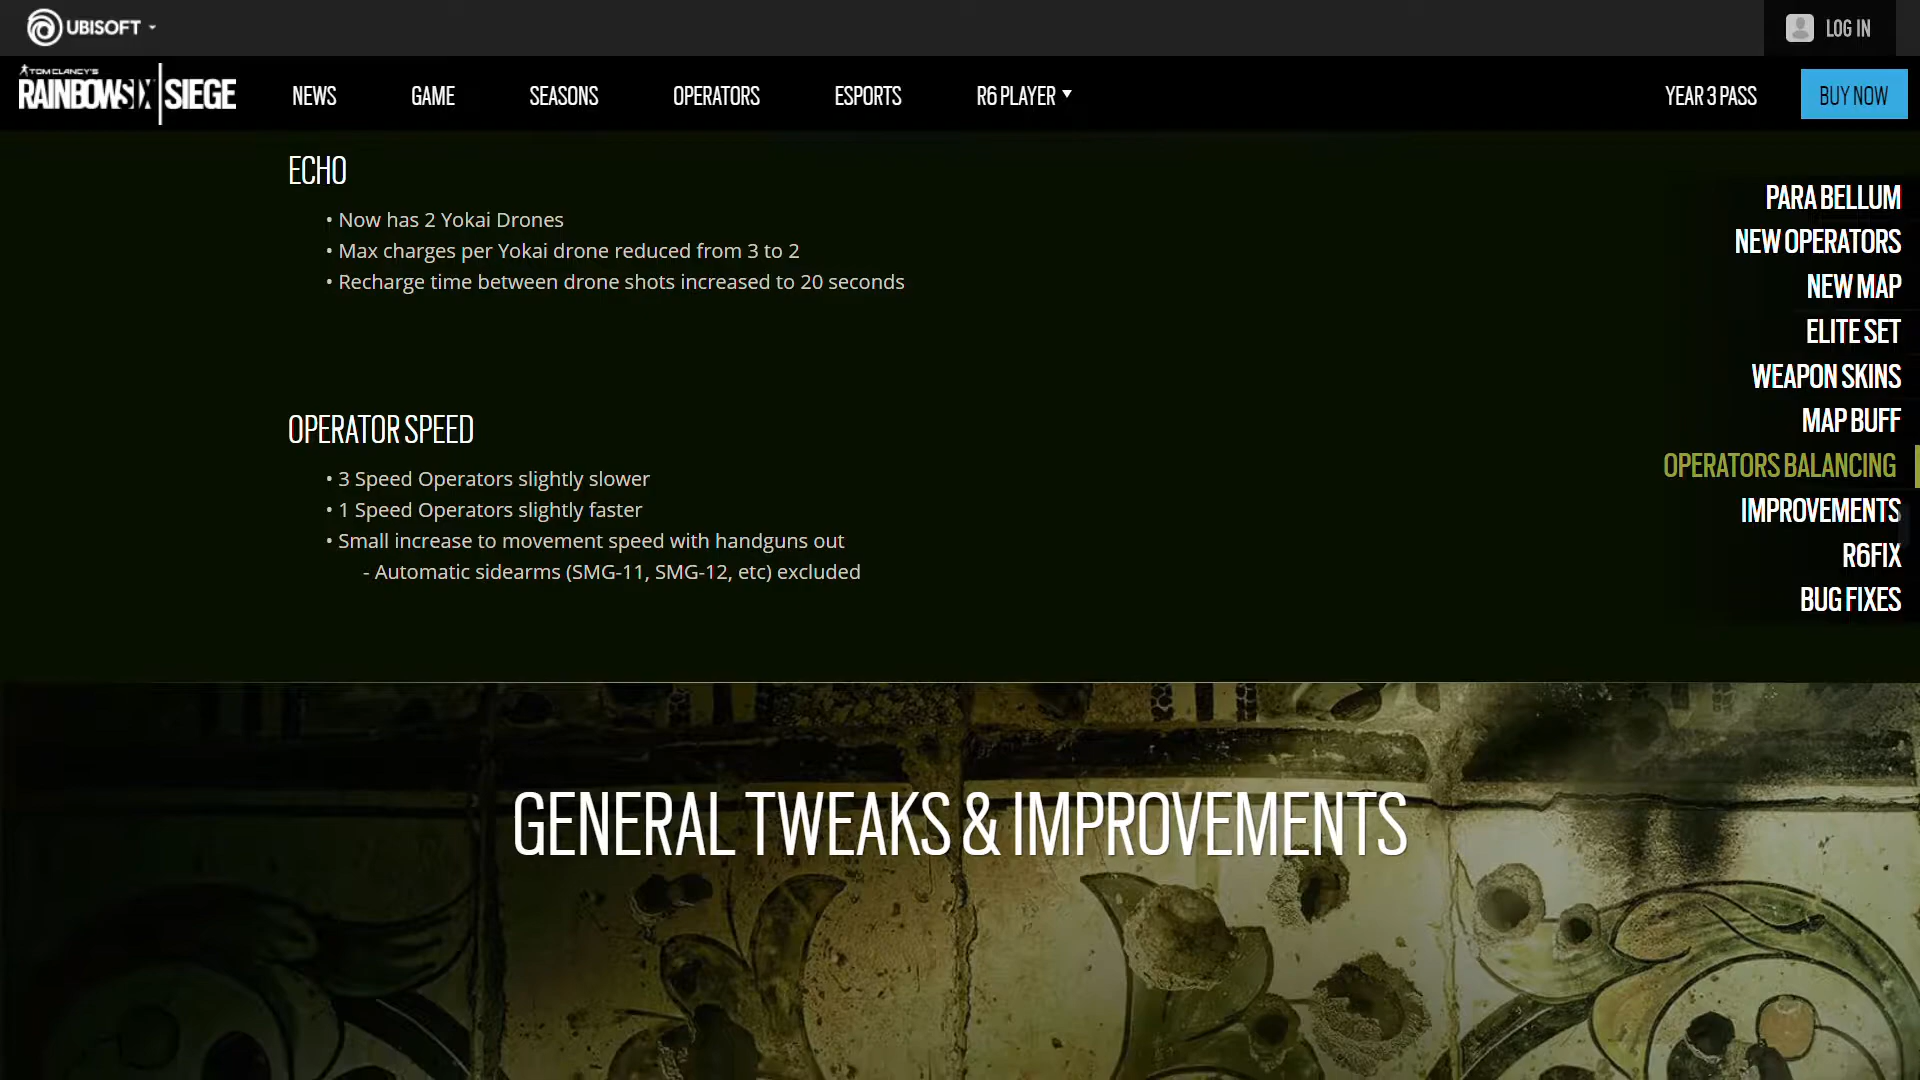 UBISOFT
LOG IN
TOM CLANCY'S
RAINBOWSIX | SIEGE
NEWS
GAME
SEASONS
OPERATORS
ESPORTS
R6 PLAYER
YEAR 3 PASS
BUY NOW
ECHO
• Now has 2 Yokai Drones
• Max charges per Yokai drone reduced from 3 to 2
• Recharge time between drone shots increased to 20 seconds
OPERATOR SPEED
• 3 Speed Operators slightly slower
• 1 Speed Operators slightly faster
• Small increase to movement speed with handguns out
- Automatic sidearms (SMG-11, SMG-12, etc) excluded
PARA BELLUM
NEW OPERATORS
NEW MAP
ELITE SET
WEAPON SKINS
MAP BUFF
OPERATORS BALANCING
IMPROVEMENTS
R6FIX
BUG FIXES
GENERAL TWEAKS & IMPROVEMENTS